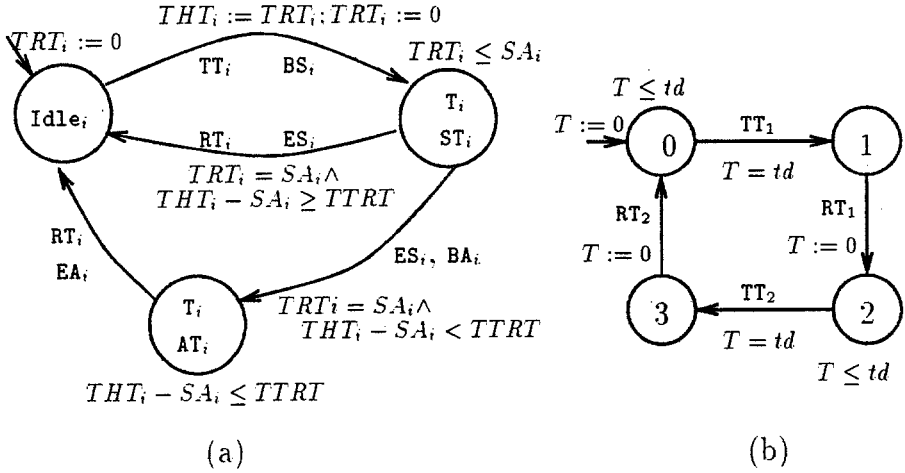 THT_i := TRT_i; TRT_i := 0
TRT_i := 0
TT_i BS_i
TRT_i ≤ SA_i
Idle_i
T_i
ST_i
RT_i ES_i
TRT_i = SA_i ∧
THT_i − SA_i ≥ TTRT
RT_i
EA_i
ES_i, BA_i
T_i
AT_i
TRTi = SA_i ∧
THT_i − SA_i < TTRT
THT_i − SA_i ≤ TTRT
(a)
T ≤ td
T := 0
0
TT_1
1
T = td
RT_2
RT_1
T := 0
T := 0
3
TT_2
2
T = td
T ≤ td
(b)